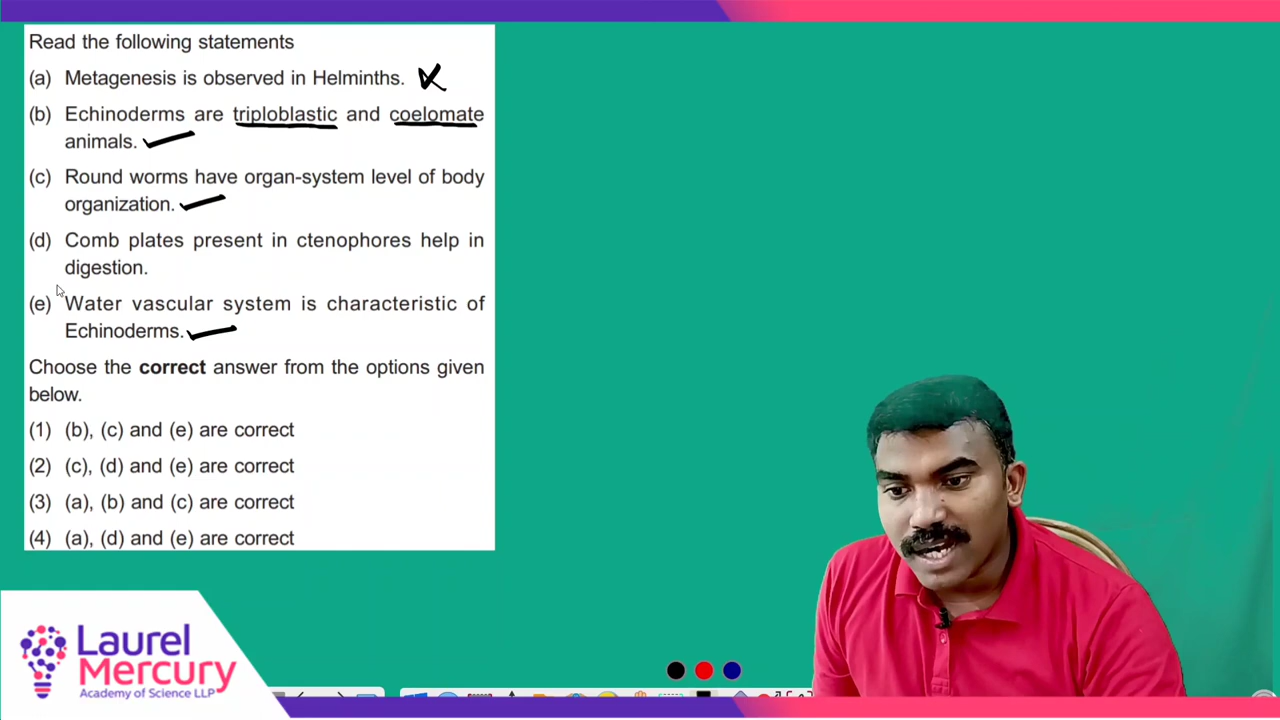 Read the following statements
(a) Metagenesis is observed in Helminths.
(b) Echinoderms are triploblastic and coelomate
animals.
(c) Round worms have organ-system level of body
organization.
(d) Comb plates present in ctenophores help in
digestion.
(e) Water vascular system is characteristic of
Echinoderms.
Choose the correct answer from the options given
below.
(1) (b), (c) and (e) are correct
(2) (c), (d) and (e) are correct
(3) (a), (b) and (c) are correct
(4) (a), (d) and (e) are correct
Laurel
Mercury
Academy of Science LLP